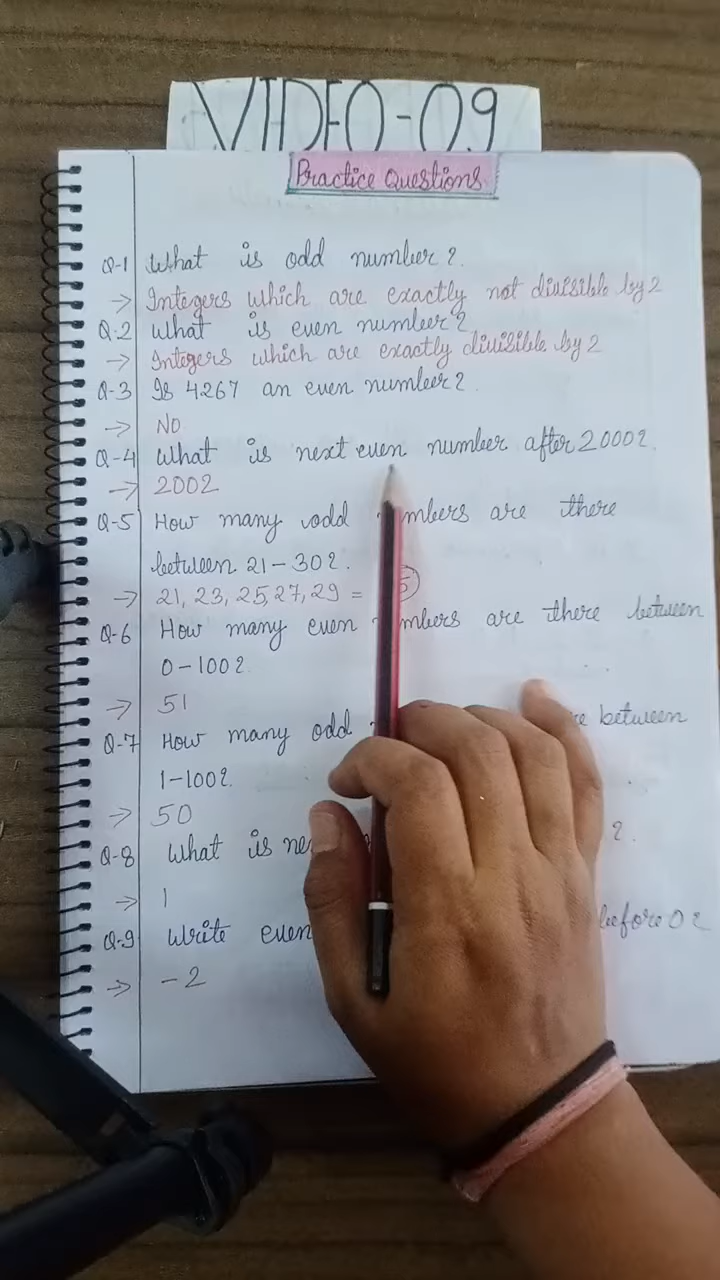 VIDEO-09
Practice Questions
Q-1 What is odd number?
→ Integers which are exactly not divisible by 2
Q-2 What is even number?
→ Integers which are exactly divisible by 2
Q-3 Is 4267 an even number?
→ NO
Q-4 What is next even number after 2000?
→ 2002
Q-5 How many odd mbers are there
between 21-30?
→ 21, 23, 25, 27, 29 = 5
Q-6 How many even mbers are there between
0-100?
→ 51
Q-7 How many odd re between
1-100?
→ 50
Q-8 What is ne ?
→ 1
Q-9 Write even before 0?
→ -2